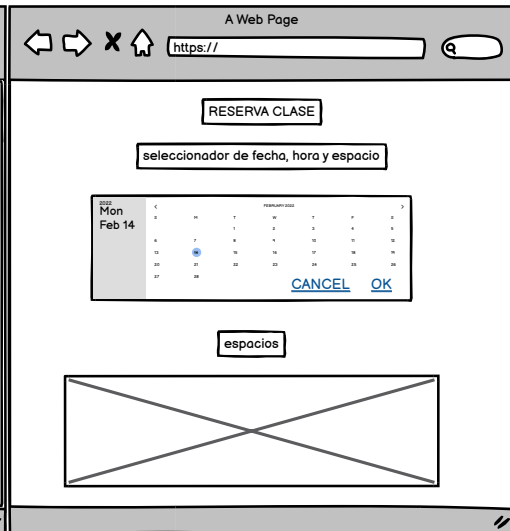 A Web Page
https://
RESERVA CLASE
seleccionador de fecha, hora y espacio
2022
Mon
Feb 14
FEBRUARY 2022
S M T W T F S
1 2 3 4 5
6 7 8 9 10 11 12
13 14 15 16 17 18 19
20 21 22 23 24 25 26
27 28
CANCEL OK
espacios